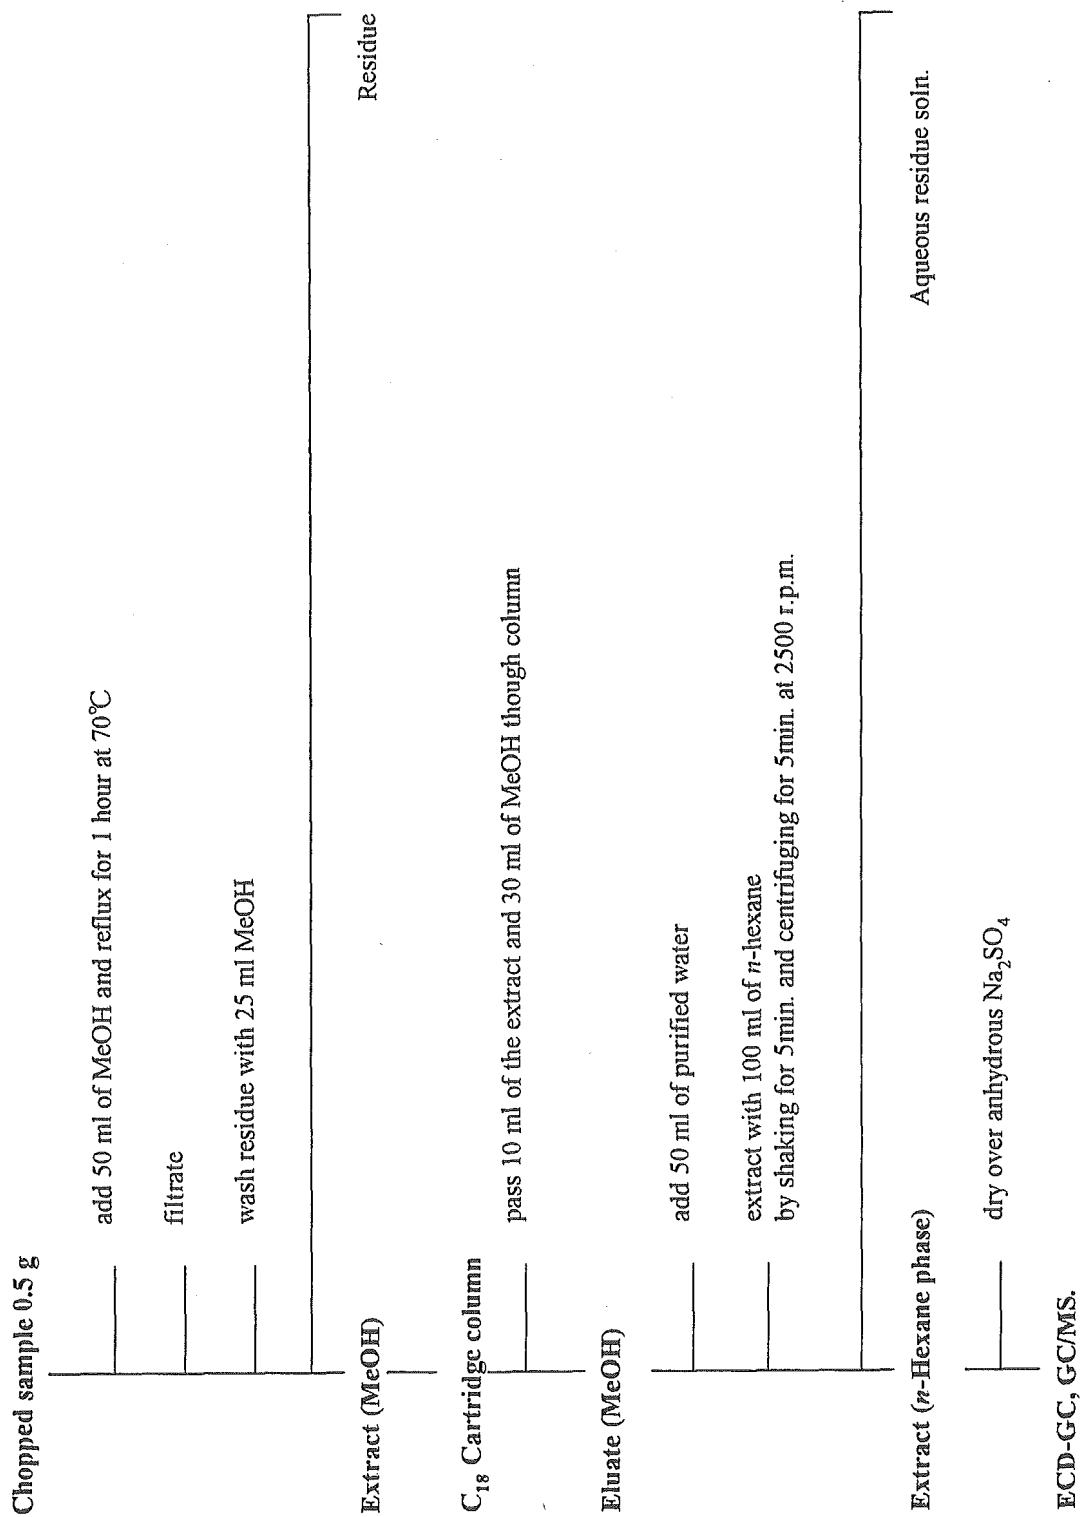 Chopped sample 0.5 g
add 50 ml of MeOH and reflux for 1 hour at 70℃
filtrate
wash residue with 25 ml MeOH
Extract (MeOH)
Residue
C18 Cartridge column
pass 10 ml of the extract and 30 ml of MeOH though column
Eluate (MeOH)
add 50 ml of purified water
extract with 100 ml of n-hexane
by shaking for 5min. and centrifuging for 5min. at 2500 r.p.m.
Extract (n-Hexane phase)
Aqueous residue soln.
dry over anhydrous Na2SO4
ECD-GC, GC/MS.